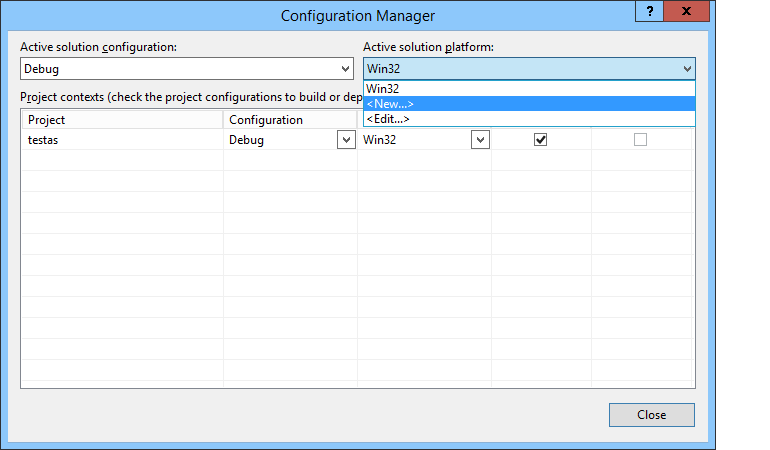 Configuration Manager
? x
Active solution configuration: Active solution platform:
Debug Win32
Win32
Project contexts (check the project configurations to build or dep
<New...>
Project Configuration <Edit...>
testas Debug Win32
Close